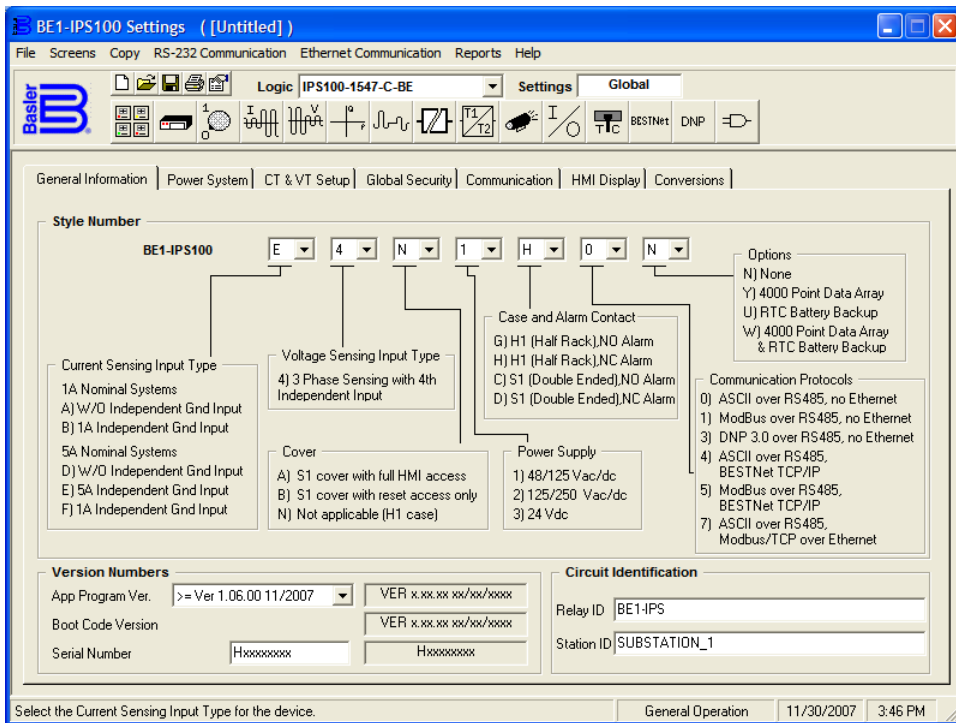 BE1-IPS100 Settings ( [Untitled] )
File Screens Copy RS-232 Communication Ethernet Communication Reports Help
Basler
Logic IPS100-1547-C-BE Settings Global
1 0 I V I O T1 T2 I/O TTC BESTNet DNP
General Information Power System CT & VT Setup Global Security Communication HMI Display Conversions
Style Number
BE1-IPS100 E 4 N 1 H 0 N
Options
N) None
Y) 4000 Point Data Array
U) RTC Battery Backup
W) 4000 Point Data Array
& RTC Battery Backup
Case and Alarm Contact
G) H1 (Half Rack),NO Alarm
H) H1 (Half Rack),NC Alarm
C) S1 (Double Ended),NO Alarm
D) S1 (Double Ended),NC Alarm
Voltage Sensing Input Type
4) 3 Phase Sensing with 4th
Independent Input
Current Sensing Input Type
1A Nominal Systems
A) W/O Independent Gnd Input
B) 1A Independent Gnd Input
5A Nominal Systems
D) W/O Independent Gnd Input
E) 5A Independent Gnd Input
F) 1A Independent Gnd Input
Cover
A) S1 cover with full HMI access
B) S1 cover with reset access only
N) Not applicable (H1 case)
Power Supply
1) 48/125 Vac/dc
2) 125/250 Vac/dc
3) 24 Vdc
Communication Protocols
0) ASCII over RS485, no Ethernet
1) ModBus over RS485, no Ethernet
3) DNP 3.0 over RS485, no Ethernet
4) ASCII over RS485,
BESTNet TCP/IP
5) ModBus over RS485,
BESTNet TCP/IP
7) ASCII over RS485,
Modbus/TCP over Ethernet
Version Numbers
App Program Ver. >= Ver 1.06.00 11/2007 VER x.xx.xx xx/xx/xxxx
Boot Code Version VER x.xx.xx xx/xx/xxxx
Serial Number Hxxxxxxxx Hxxxxxxxx
Circuit Identification
Relay ID BE1-IPS
Station ID SUBSTATION_1
Select the Current Sensing Input Type for the device. General Operation 11/30/2007 3:46 PM